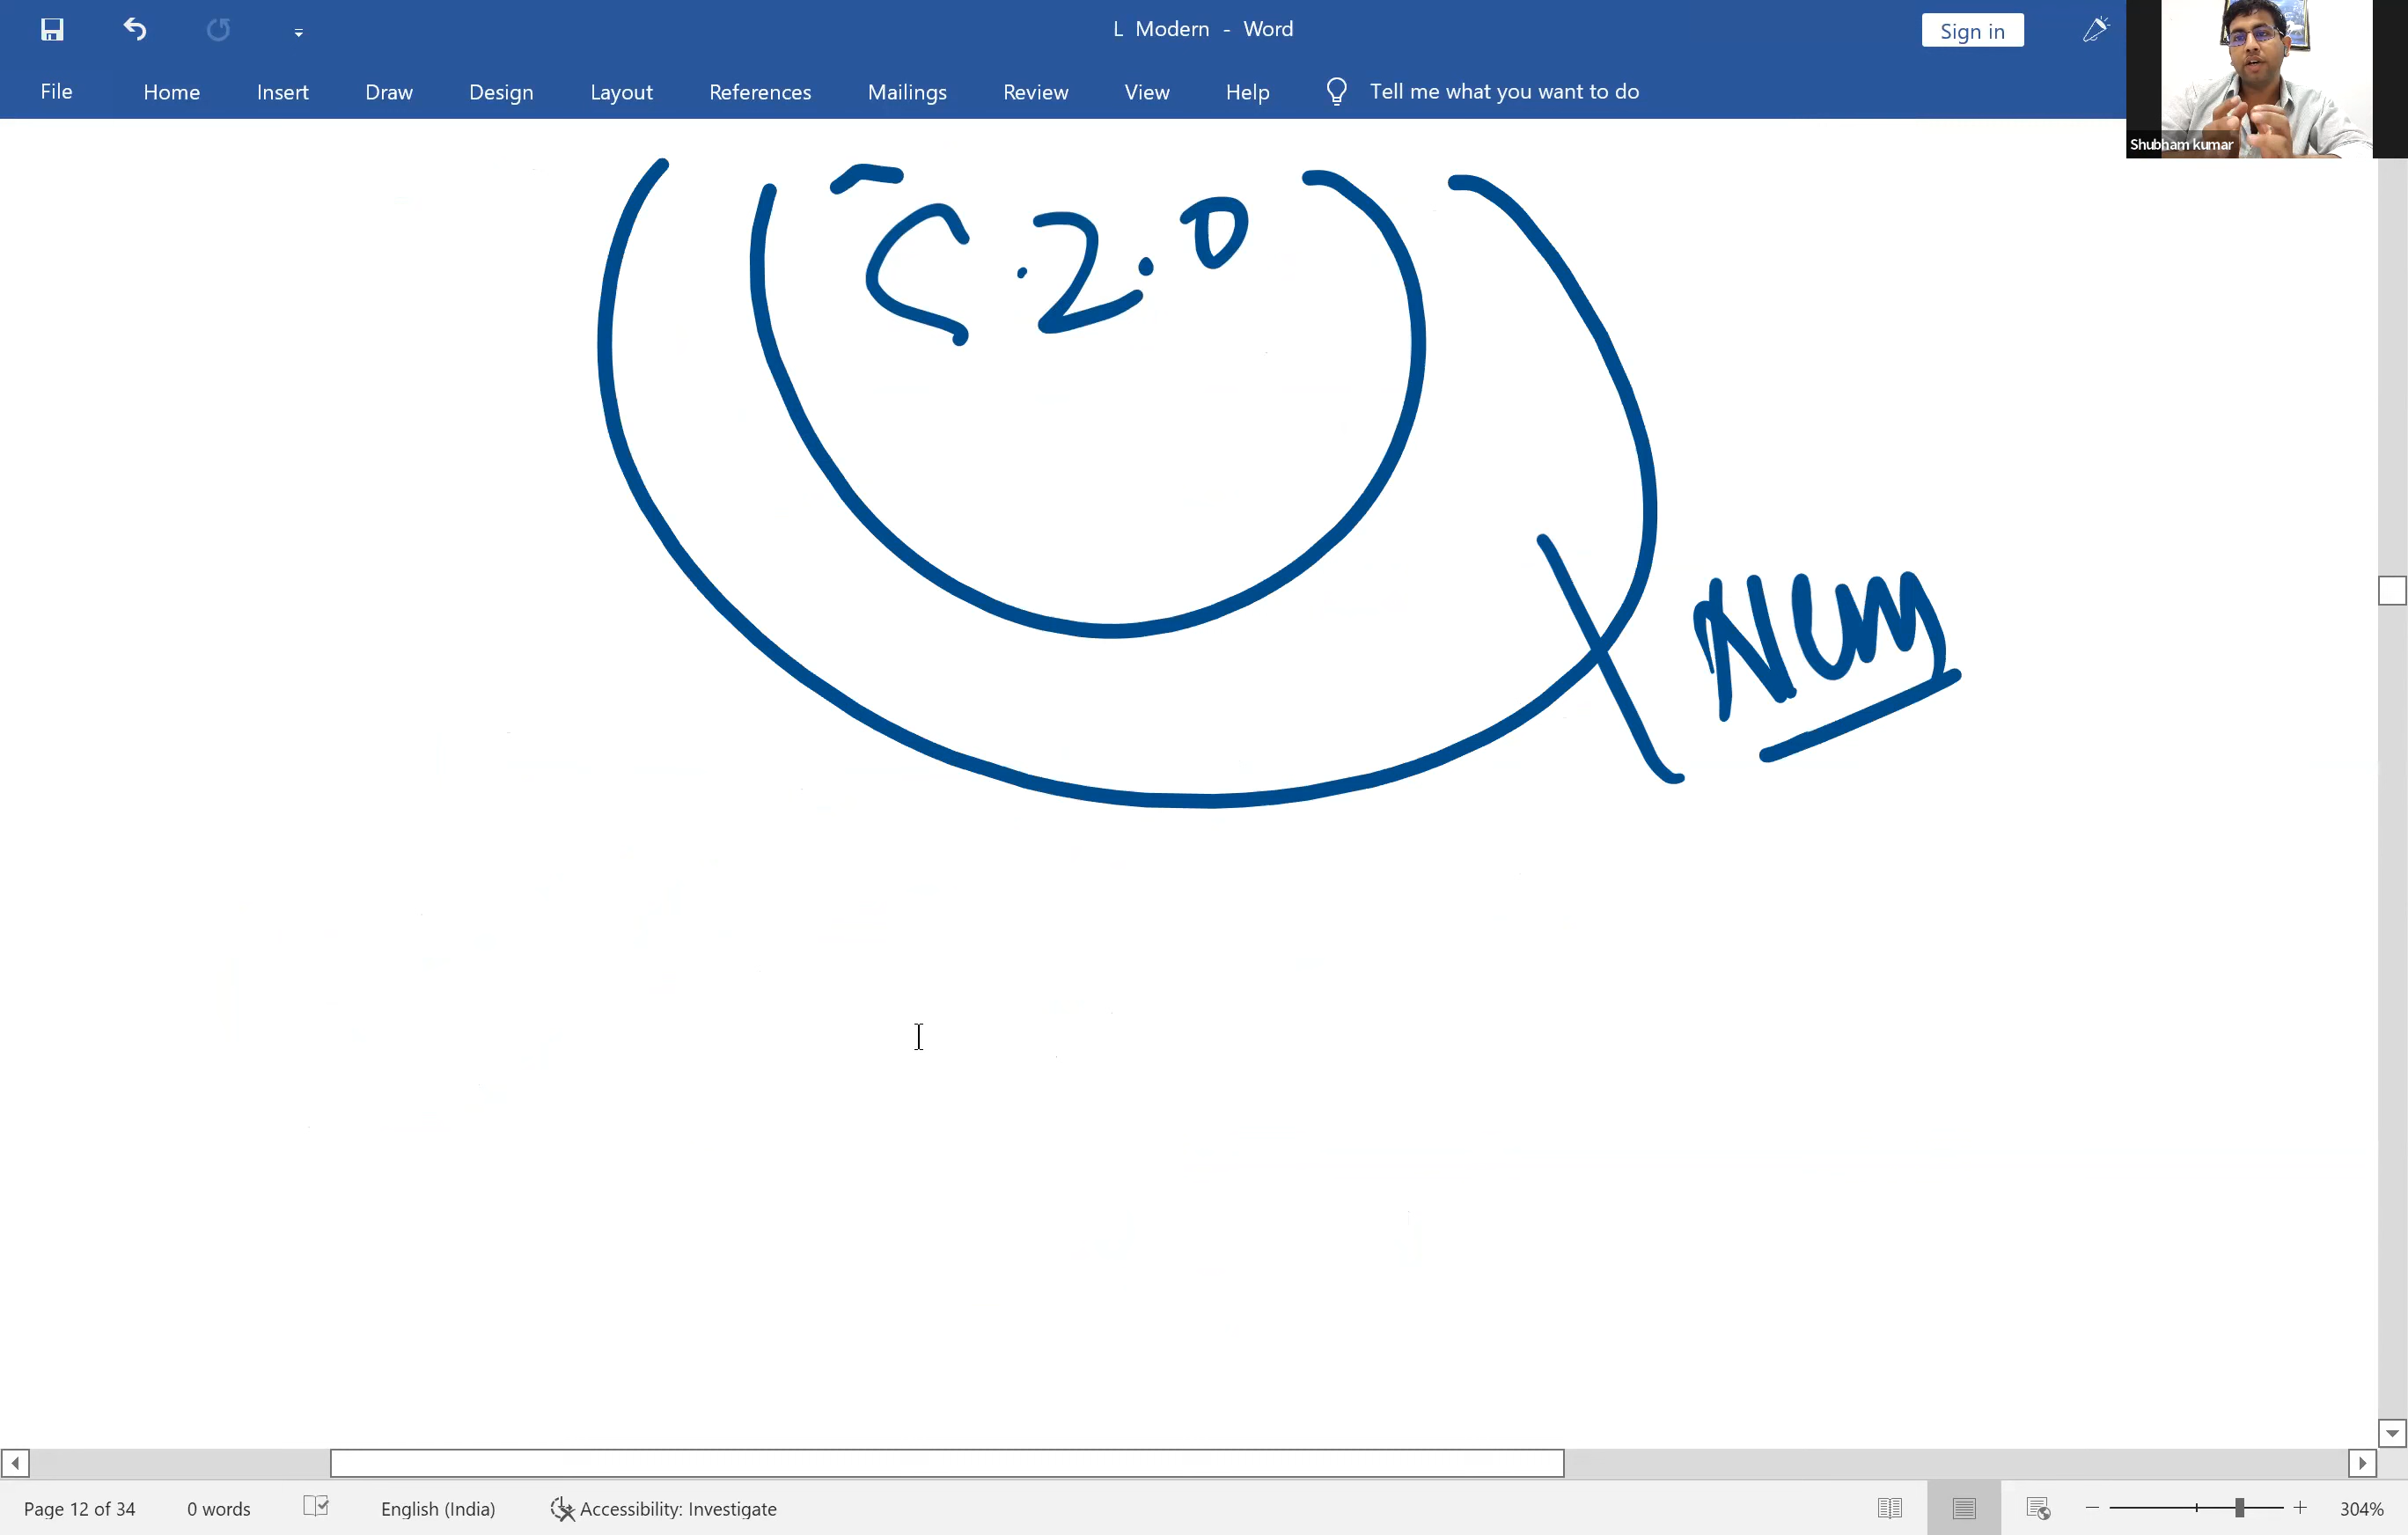 L Modern - Word
Sign in
File Home Insert Draw Design Layout References Mailings Review View Help Tell me what you want to do
Shubham kumar
C.2.0
NCM
Page 12 of 34 0 words English (India) Accessibility: Investigate 304%